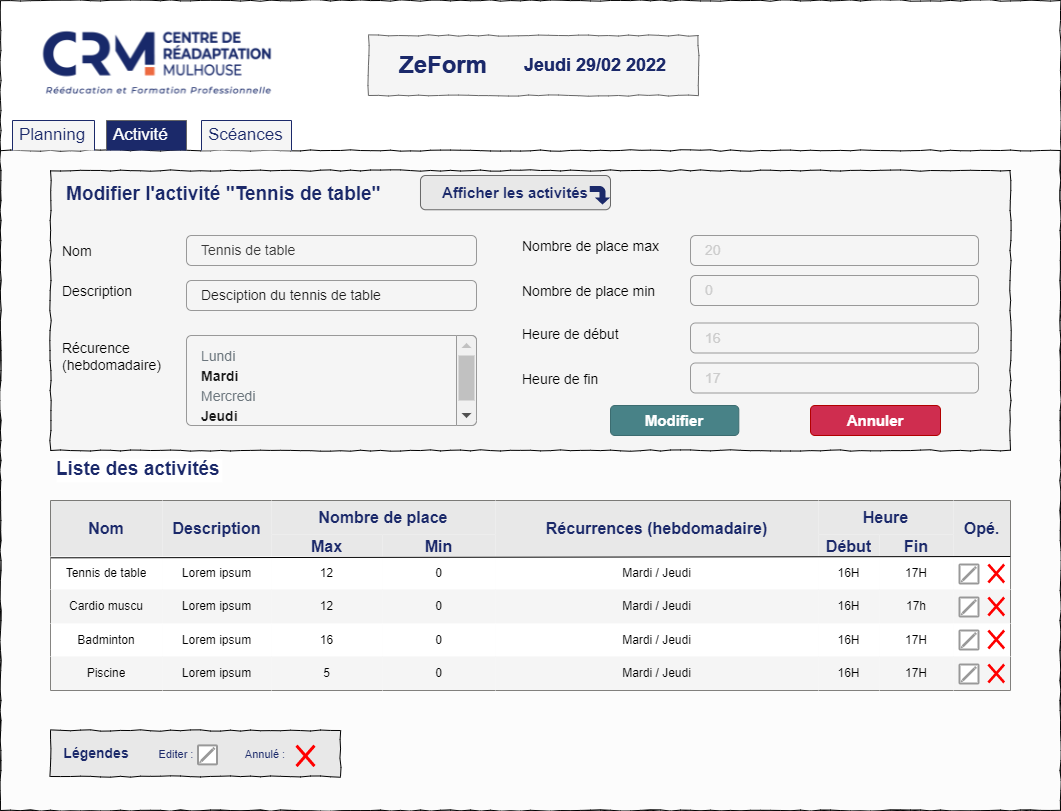 CRM CENTRE DE
RÉADAPTATION
MULHOUSE
Rééducation et Formation Professionnelle
ZeForm Jeudi 29/02 2022
Planning Activité Scéances
Modifier l'activité "Tennis de table" Afficher les activités
Nom Tennis de table
Description Desciption du tennis de table
Récurence
(hebdomadaire)
Lundi
Mardi
Mercredi
Jeudi
Nombre de place max 20
Nombre de place min 0
Heure de début 16
Heure de fin 17
Modifier Annuler
Liste des activités
Nom Description Nombre de place Récurrences (hebdomadaire) Heure Opé.
Max Min Début Fin
Tennis de table Lorem ipsum 12 0 Mardi / Jeudi 16H 17H
Cardio muscu Lorem ipsum 12 0 Mardi / Jeudi 16H 17h
Badminton Lorem ipsum 16 0 Mardi / Jeudi 16H 17H
Piscine Lorem ipsum 5 0 Mardi / Jeudi 16H 17H
Légendes Editer : Annulé :